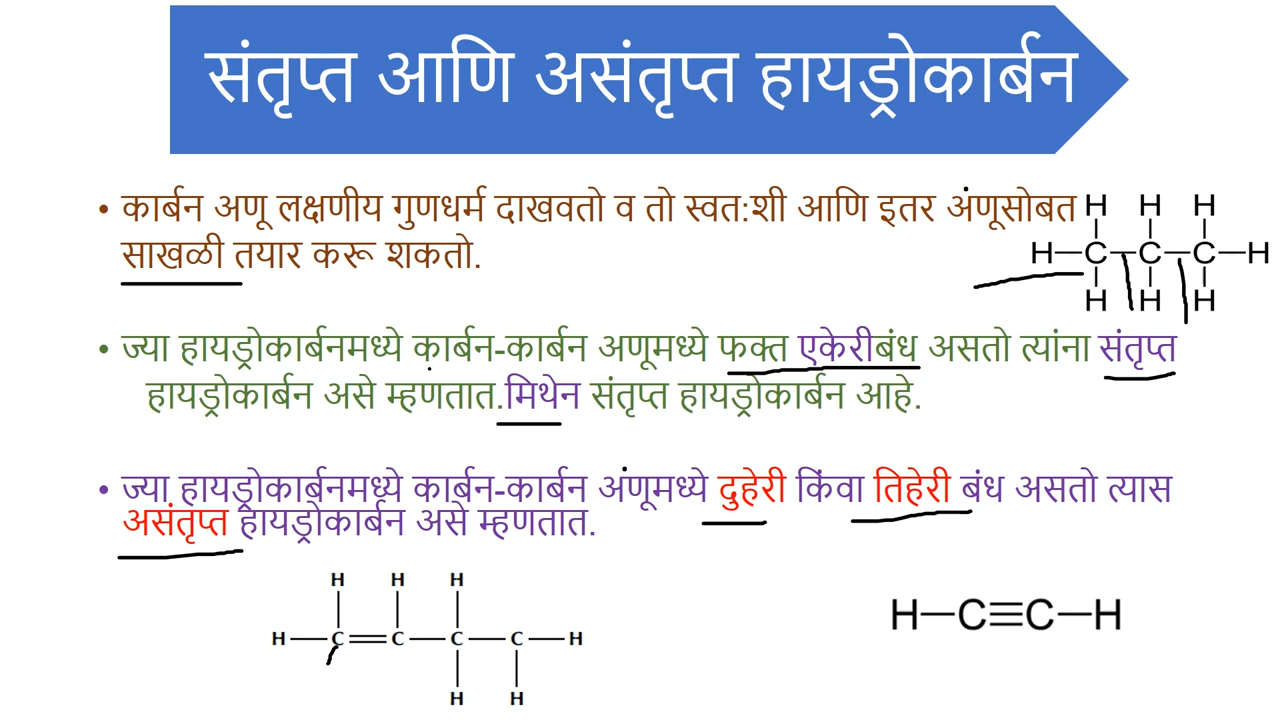 संतृप्त आणि असंतृप्त हायड्रोकार्बन
• कार्बन अणू लक्षणीय गुणधर्म दाखवतो व तो स्वत:शी आणि इतर अंणूसोबत
साखळी तयार करू शकतो.
H H H
H—C—C—C—H
H H H
• ज्या हायड्रोकार्बनमध्ये कार्बन-कार्बन अणूमध्ये फक्त एकेरीबंध असतो त्यांना संतृप्त
हायड्रोकार्बन असे म्हणतात.मिथेन संतृप्त हायड्रोकार्बन आहे.
• ज्या हायड्रोकार्बनमध्ये कार्बन-कार्बन अंणूमध्ये दुहेरी किंवा तिहेरी बंध असतो त्यास
असंतृप्त हायड्रोकार्बन असे म्हणतात.
H H H
H—C=C—C—C—H
H H
H—C≡C—H